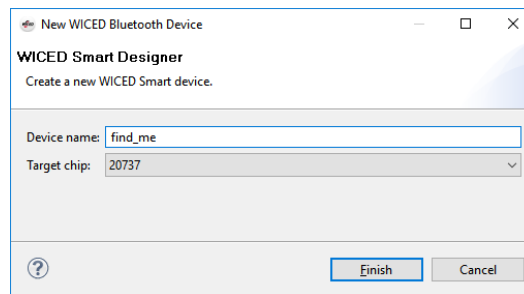 New WICED Bluetooth Device
WICED Smart Designer
Create a new WICED Smart device.
Device name: find_me
Target chip: 20737
?
Finish Cancel